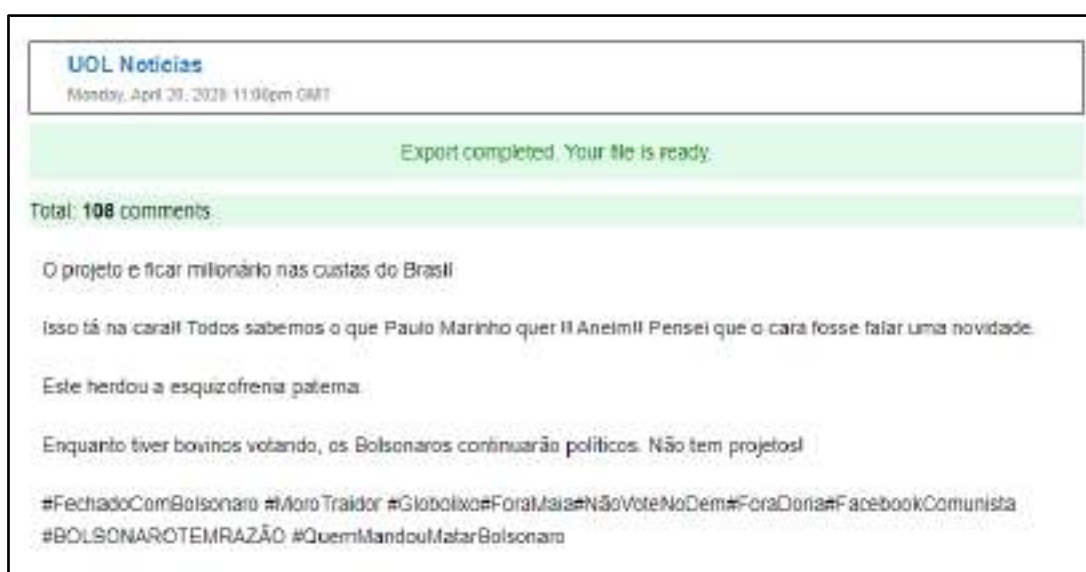 UOL Notícias
Monday, April 20, 2020 11:00pm GMT
Export completed. Your file is ready.
Total: 108 comments
O projeto e ficar milionário nas custas do Brasil
Isso tá na cara!! Todos sabemos o que Paulo Marinho quer !!! Aneim!! Pensei que o cara fosse falar uma novidade.
Este herdou a esquizofrenia paterna.
Enquanto tiver bovinos votando, os Bolsonaros continuarão políticos. Não tem projetos!
#FechadoComBolsonaro #MoroTraidor #Globolixo#ForaMaia#NãoVoteNoDem#ForaDoria#FacebookComunista
#BOLSONAROTEMRAZÃO #QuemMandouMatarBolsonaro